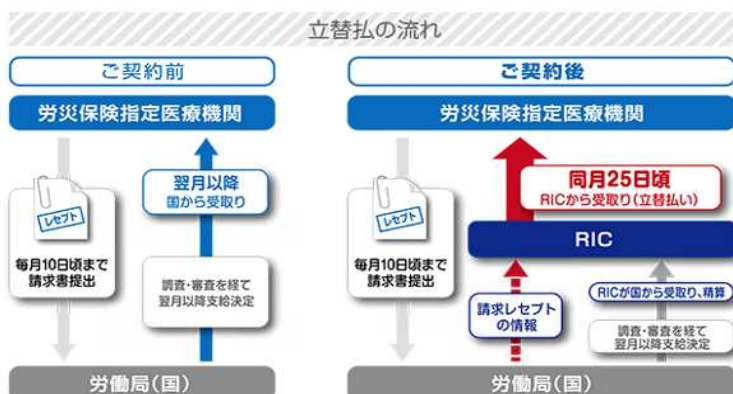 立替払の流れ
ご契約前
労災保険指定医療機関
レセプト
毎月10日頃まで
請求書提出
翌月以降
国から受取り
調査・審査を経て
翌月以降支給決定
労働局(国)
ご契約後
労災保険指定医療機関
レセプト
毎月10日頃まで
請求書提出
同月25日頃
RICから受取り(立替払い)
RIC
請求レセプト
の情報
RICが国から受取り、精算
調査・審査を経て
翌月以降支給決定
労働局(国)